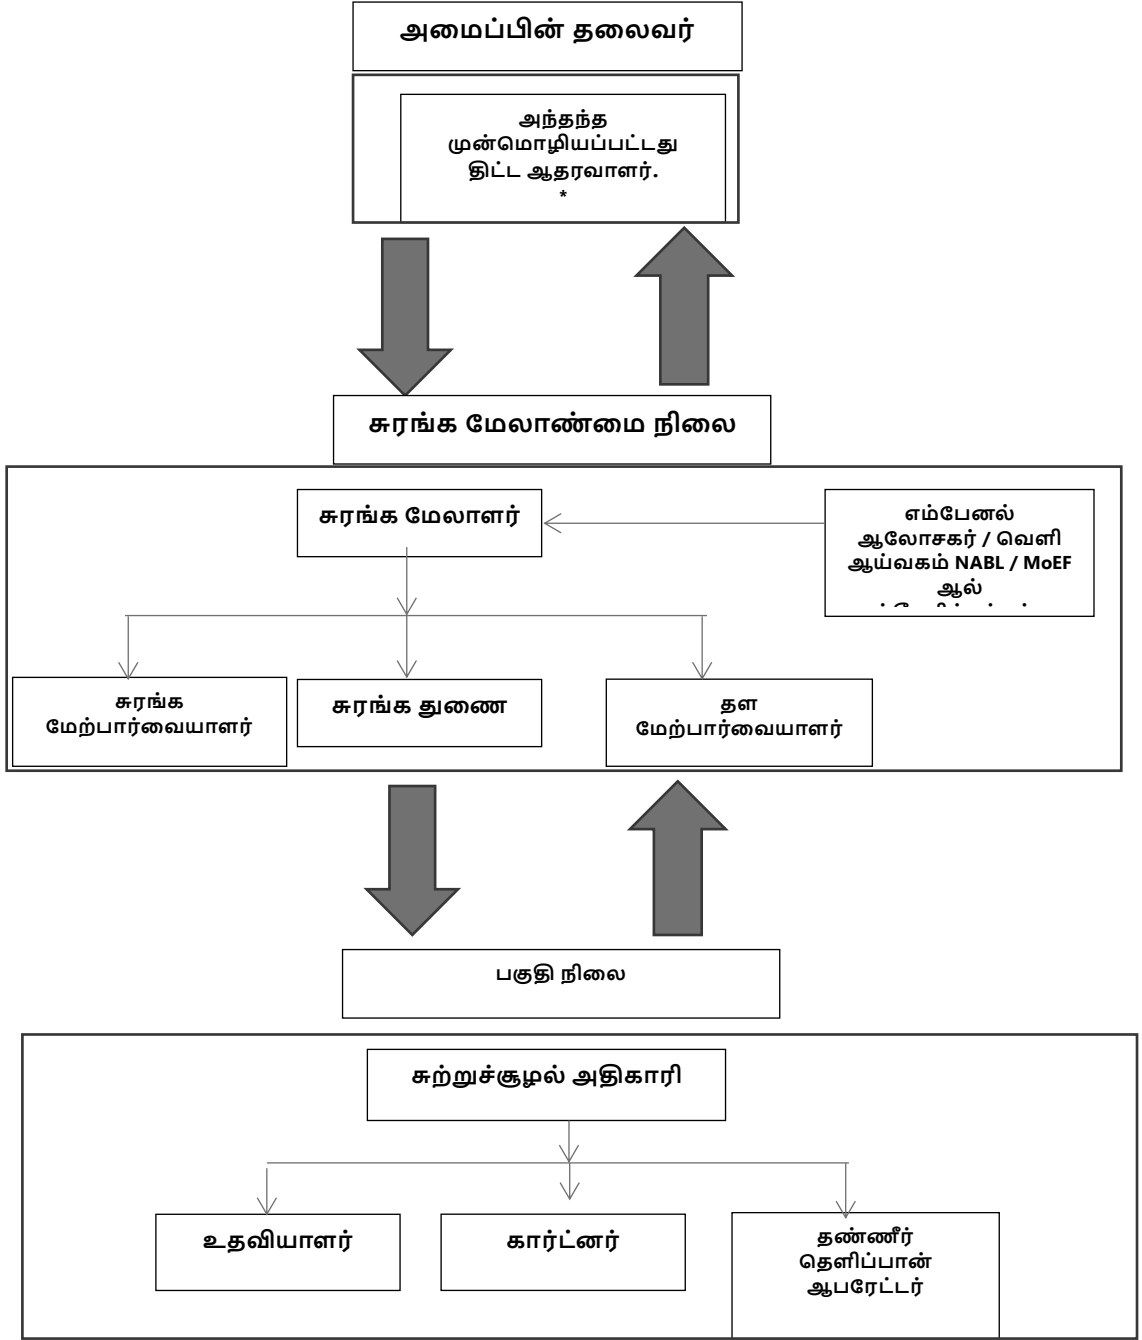 அமைப்பின் தலைவர்
அந்தந்த
முன்மொழியப்பட்டது
திட்ட ஆதரவாளர்.
*
சுரங்க மேலாண்மை நிலை
சுரங்க மேலாளர்
எம்பேனல்
ஆலோசகர் / வெளி
ஆய்வகம் NABL / MoEF
ஆல்
சுரங்க
மேற்பார்வையாளர்
சுரங்க துணை
தள
மேற்பார்வையாளர்
பகுதி நிலை
சுற்றுச்சூழல் அதிகாரி
உதவியாளர்
கார்ட்னர்
தண்ணீர்
தெளிப்பான்
ஆபரேட்டர்